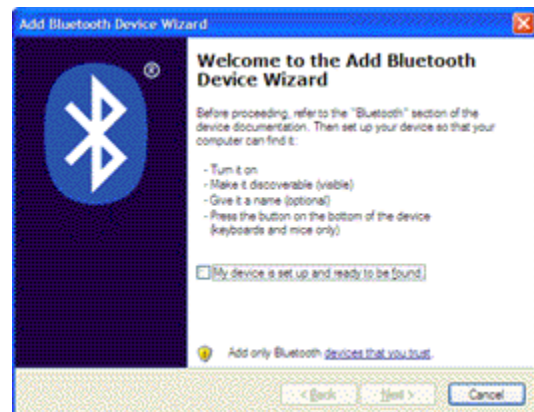 Add Bluetooth Device Wizard
Welcome to the Add Bluetooth
Device Wizard
Before proceeding, refer to the "Bluetooth" section of the
device documentation. Then set up your device so that your
computer can find it:
- Turn it on
- Make it discoverable (visible)
- Give it a name (optional)
- Press the button on the bottom of the device
(keyboards and mice only)
My device is set up and ready to be found.
Add only Bluetooth devices that you trust.
< Back Next > Cancel